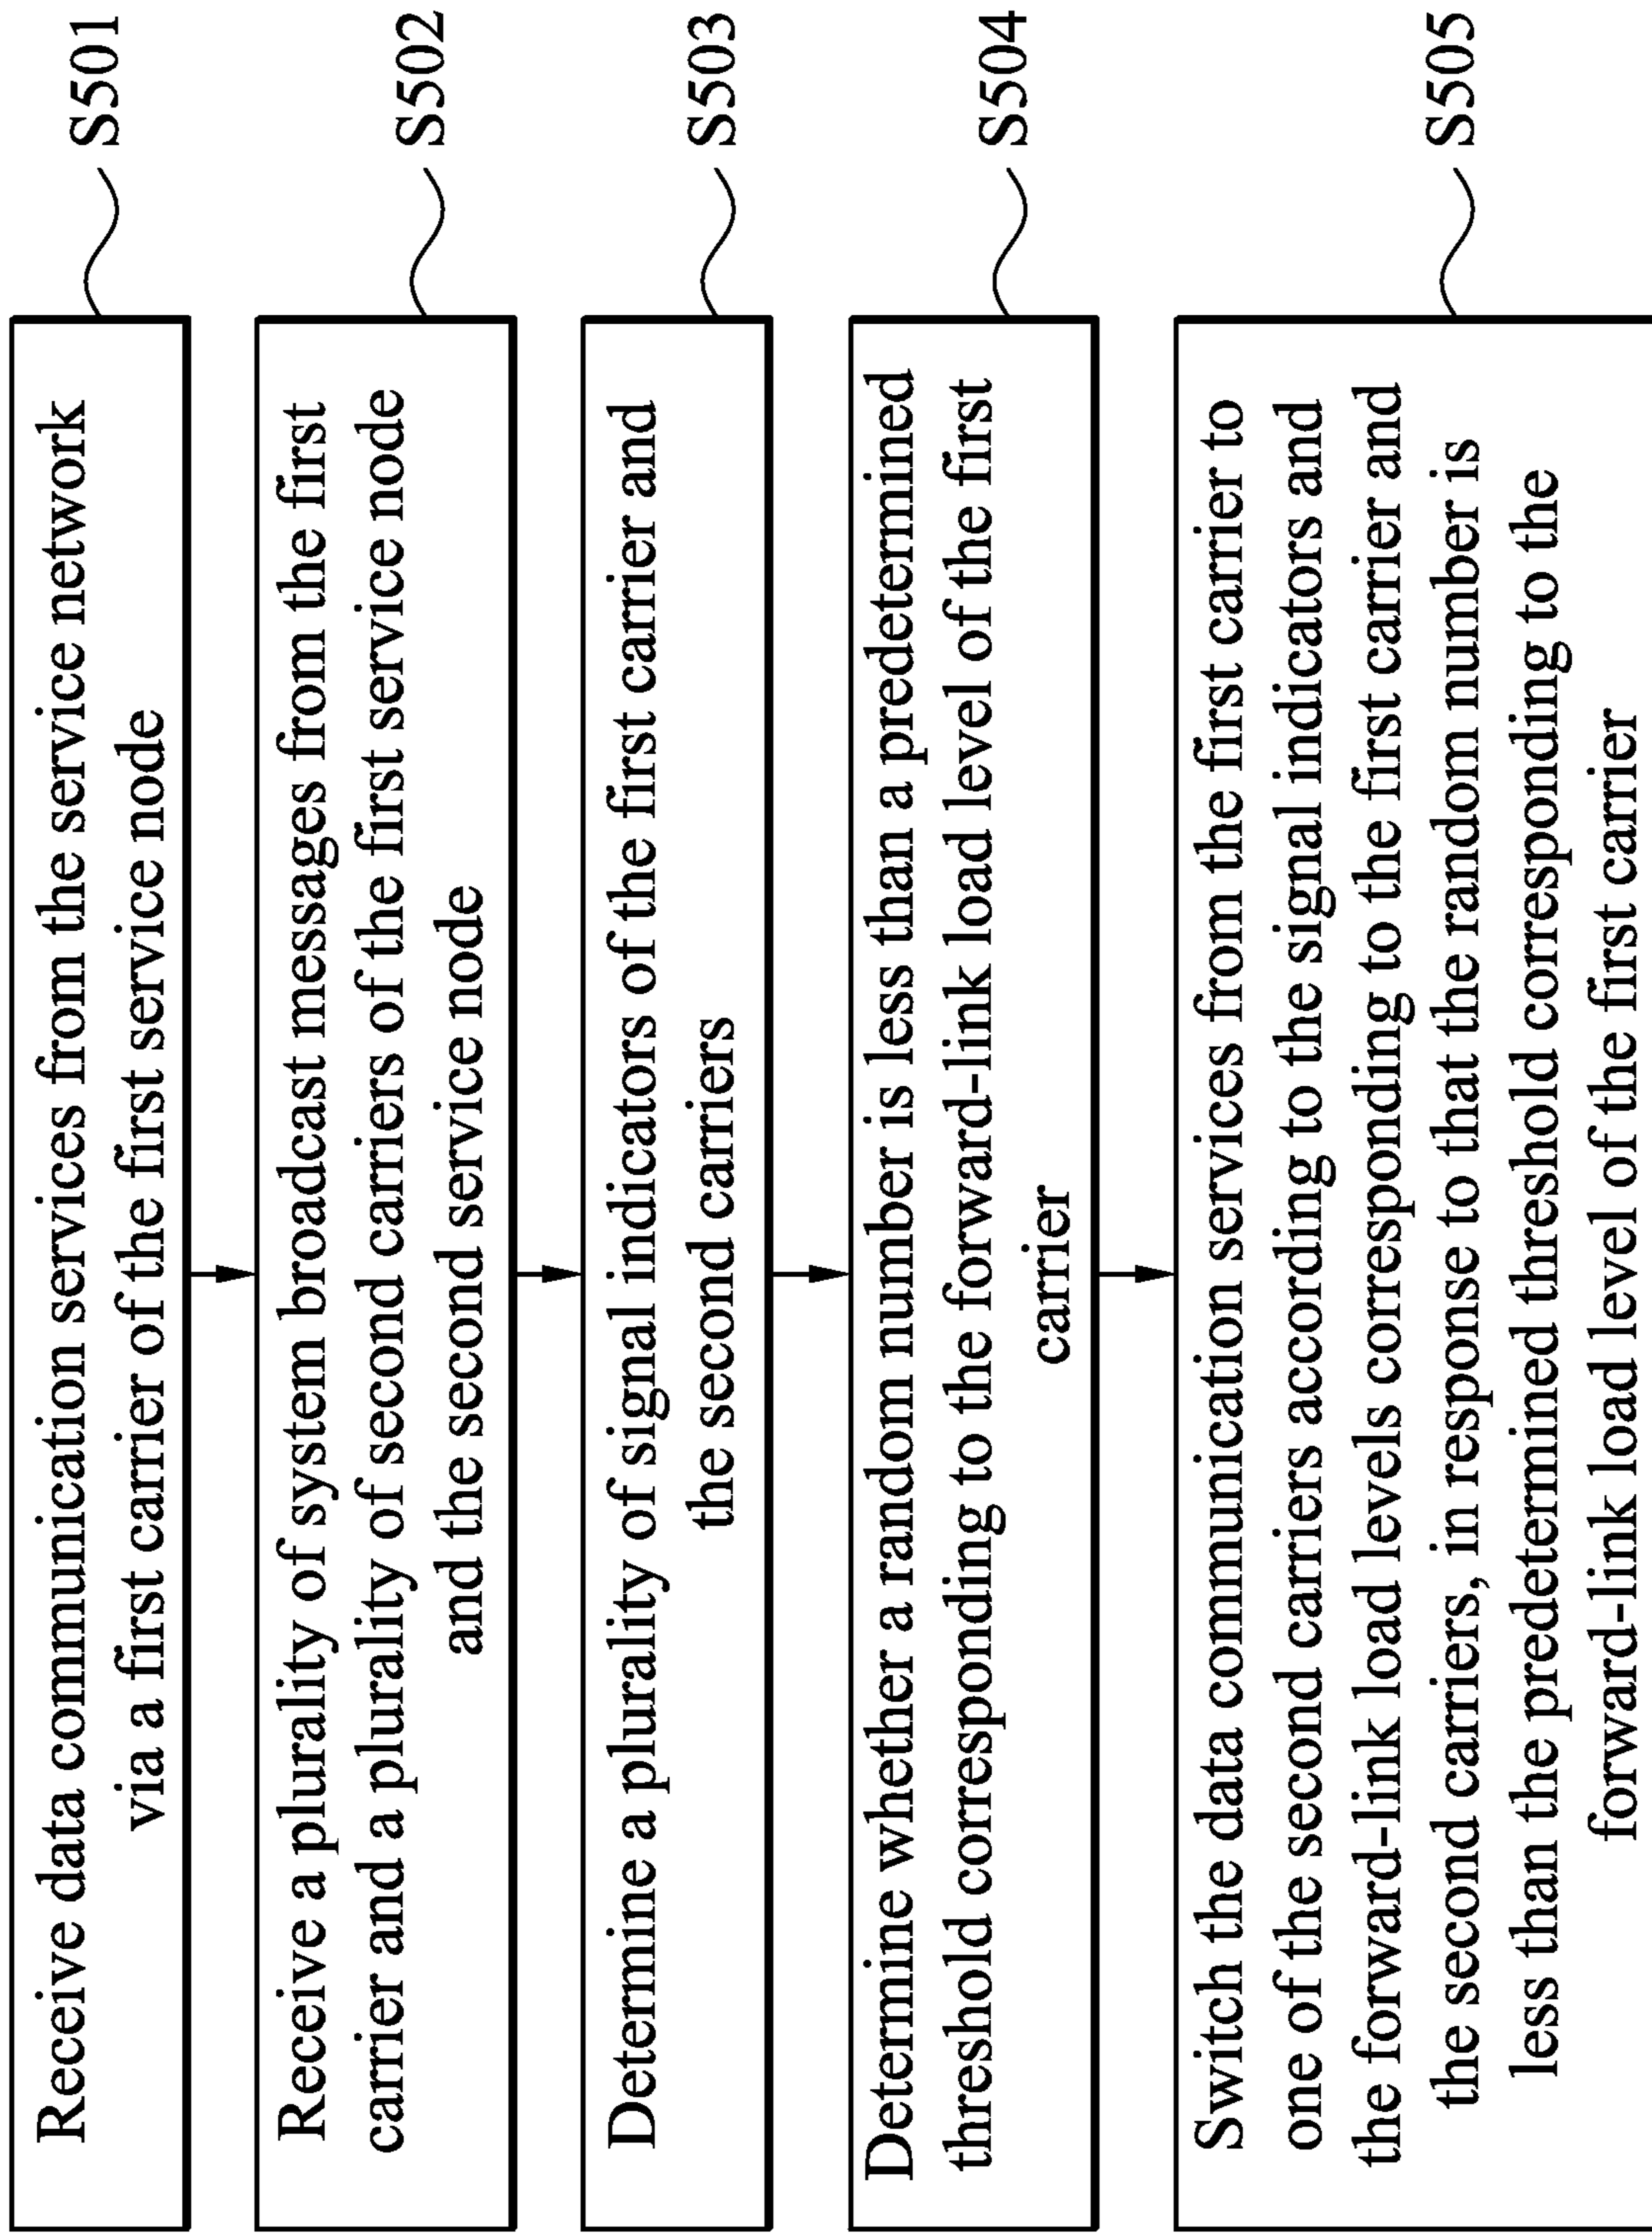 Receive data communication services from the service network
via a first carrier of the first service node
S501
Receive a plurality of system broadcast messages from the first
carrier and a plurality of second carriers of the first service node
and the second service node
S502
Determine a plurality of signal indicators of the first carrier and
the second carriers
S503
Determine whether a random number is less than a predetermined
threshold corresponding to the forward-link load level of the first
carrier
S504
Switch the data communication services from the first carrier to
one of the second carriers according to the signal indicators and
the forward-link load levels corresponding to the first carrier and
the second carriers, in response to that the random number is
less than the predetermined threshold corresponding to the
forward-link load level of the first carrier
S505